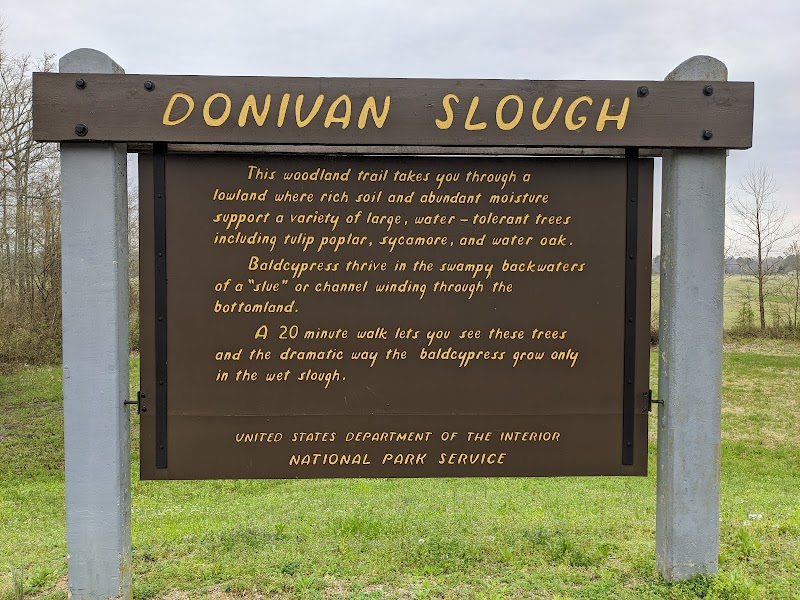 DONIVAN SLOUGH
This woodland trail takes you through a
lowland where rich soil and abundant moisture
support a variety of large, water – tolerant trees
including tulip poplar, sycamore, and water oak.
Baldcypress thrive in the swampy backwaters
of a "slue" or channel winding through the
bottomland.
A 20 minute walk lets you see these trees
and the dramatic way the baldcypress grow only
in the wet slough.
UNITED STATES DEPARTMENT OF THE INTERIOR
NATIONAL PARK SERVICE